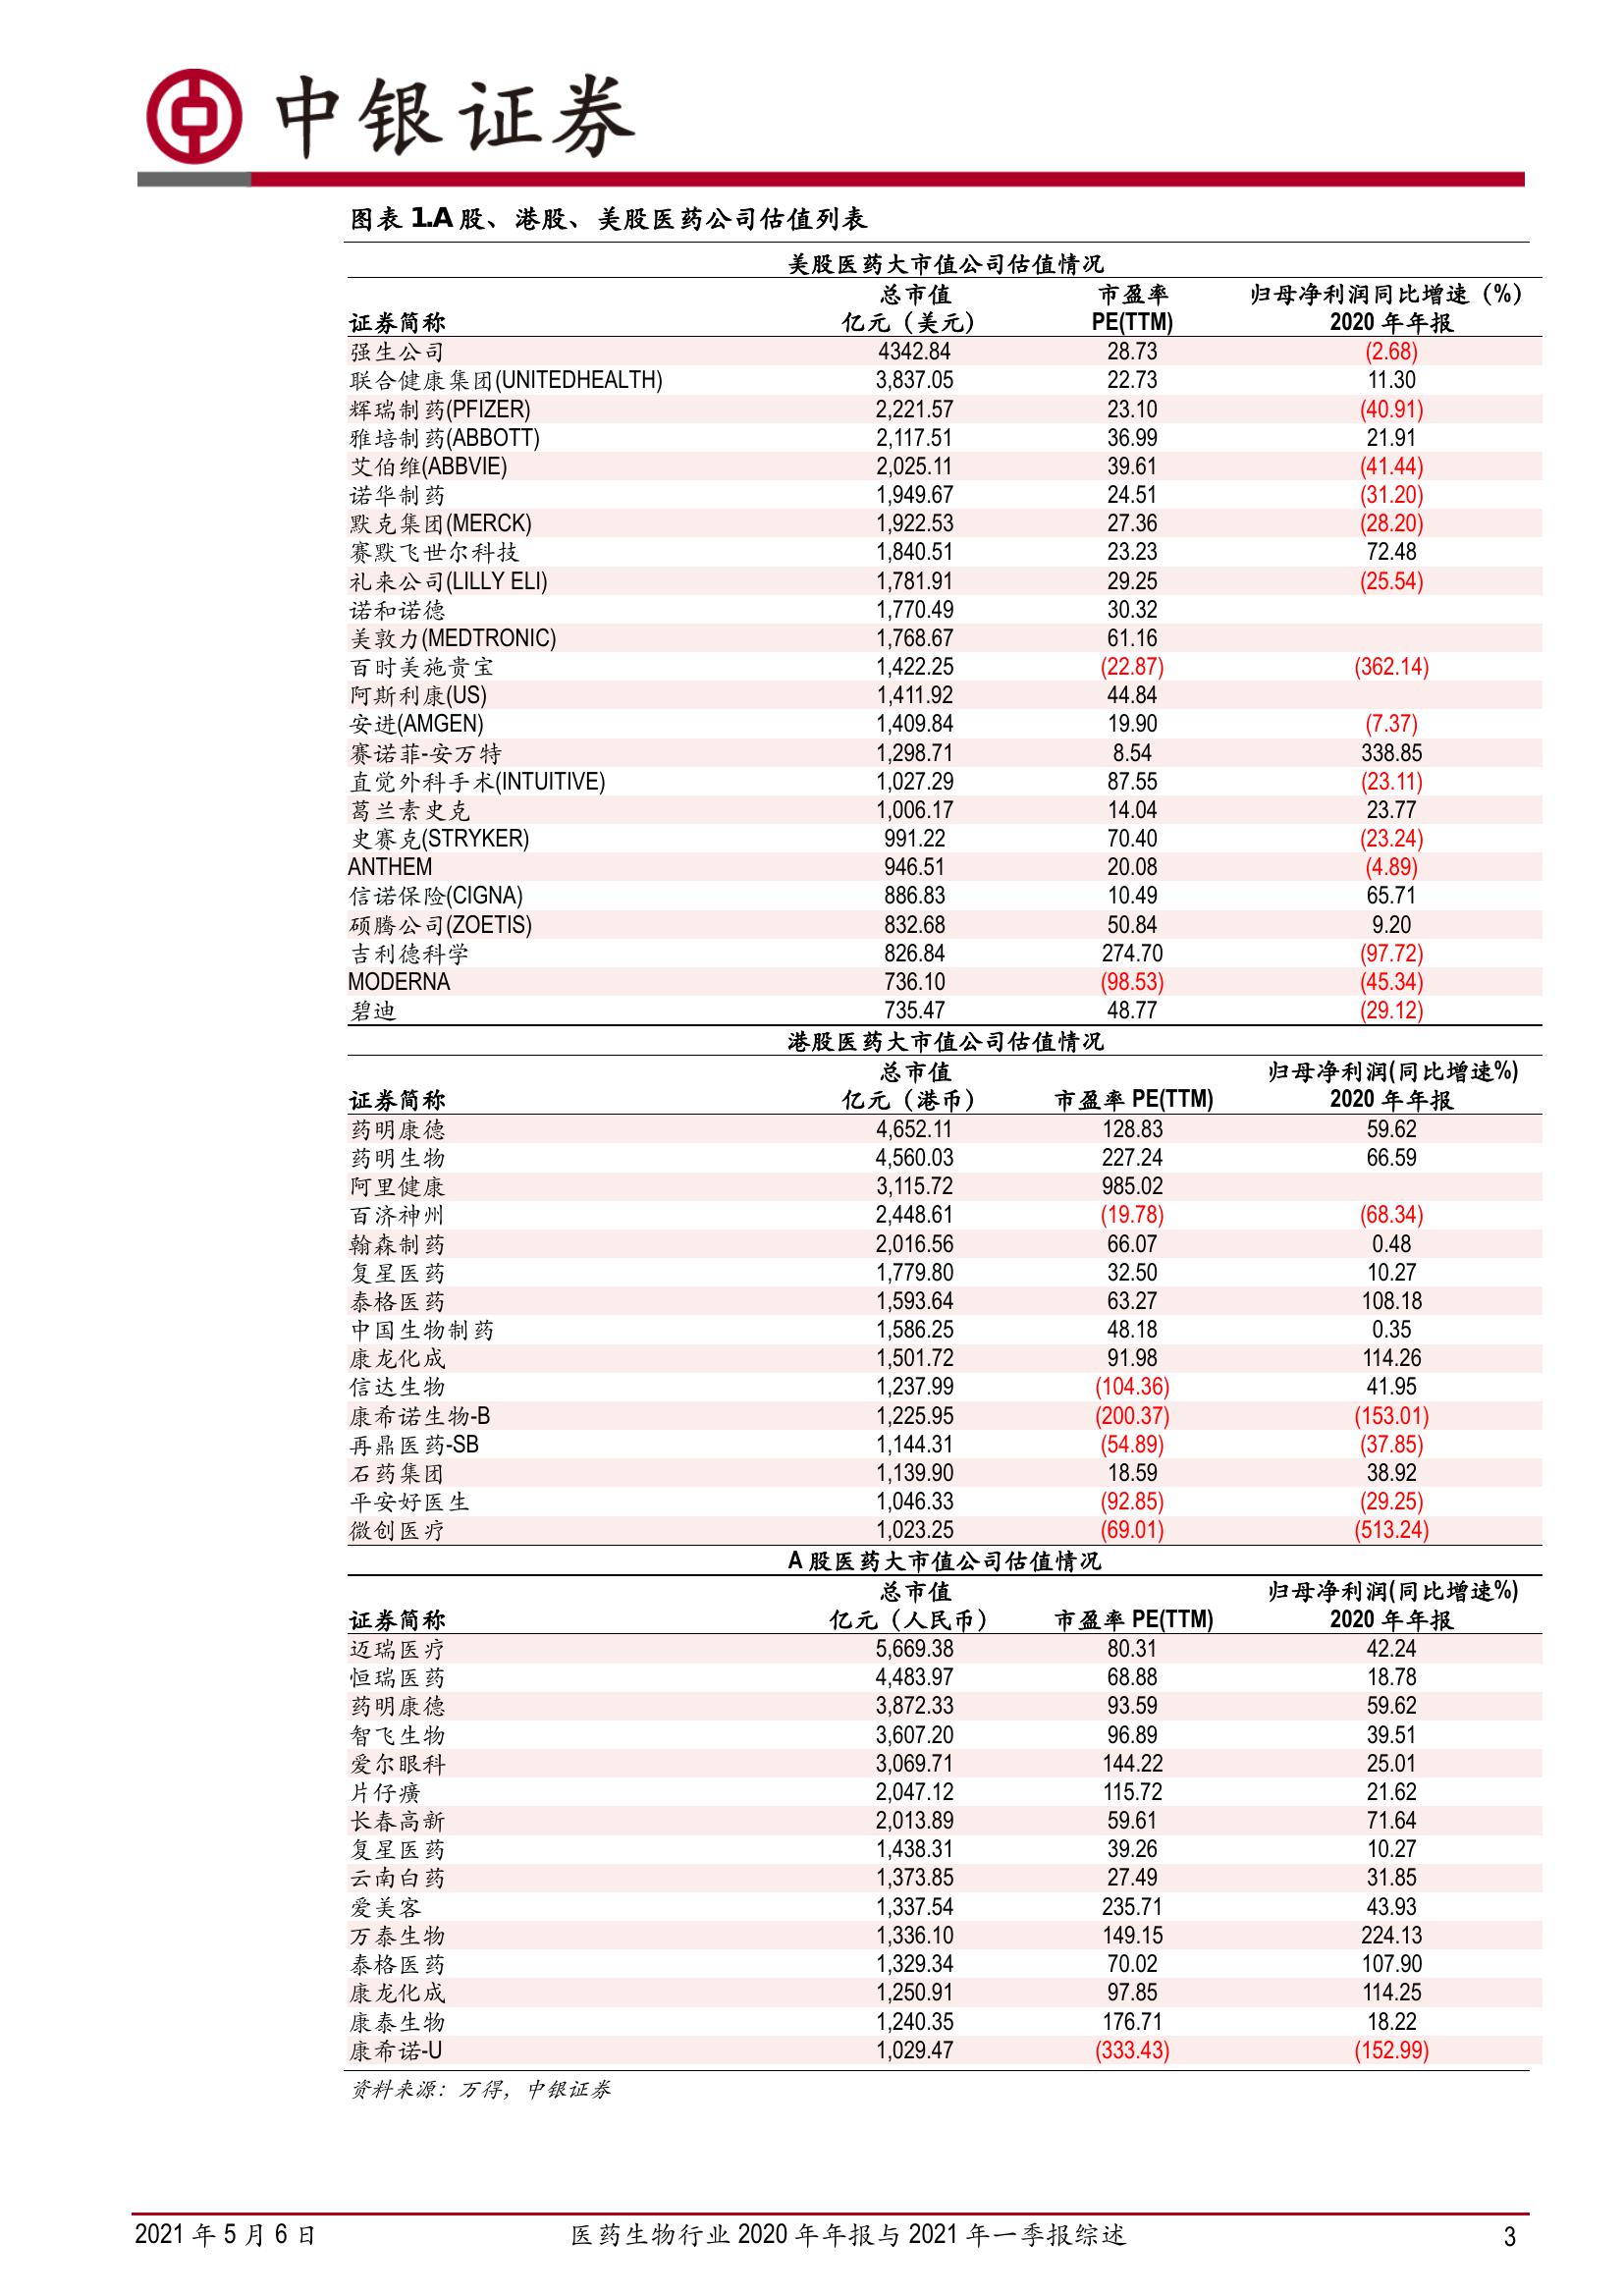 中银证券
图表 1.A 股、港股、美股医药公司估值列表
美股医药大市值公司估值情况
总市值 市盈率 归母净利润同比增速（%）
证券简称 亿元（美元） PE(TTM) 2020 年年报
强生公司 4342.84 28.73 (2.68)
联合健康集团(UNITEDHEALTH) 3,837.05 22.73 11.30
辉瑞制药(PFIZER) 2,221.57 23.10 (40.91)
雅培制药(ABBOTT) 2,117.51 36.99 21.91
艾伯维(ABBVIE) 2,025.11 39.61 (41.44)
诺华制药 1,949.67 24.51 (31.20)
默克集团(MERCK) 1,922.53 27.36 (28.20)
赛默飞世尔科技 1,840.51 23.23 72.48
礼来公司(LILLY ELI) 1,781.91 29.25 (25.54)
诺和诺德 1,770.49 30.32
美敦力(MEDTRONIC) 1,768.67 61.16
百时美施贵宝 1,422.25 (22.87) (362.14)
阿斯利康(US) 1,411.92 44.84
安进(AMGEN) 1,409.84 19.90 (7.37)
赛诺菲-安万特 1,298.71 8.54 338.85
直觉外科手术(INTUITIVE) 1,027.29 87.55 (23.11)
葛兰素史克 1,006.17 14.04 23.77
史赛克(STRYKER) 991.22 70.40 (23.24)
ANTHEM 946.51 20.08 (4.89)
信诺保险(CIGNA) 886.83 10.49 65.71
硕腾公司(ZOETIS) 832.68 50.84 9.20
吉利德科学 826.84 274.70 (97.72)
MODERNA 736.10 (98.53) (45.34)
碧迪 735.47 48.77 (29.12)
港股医药大市值公司估值情况
总市值 归母净利润(同比增速%)
证券简称 亿元（港币） 市盈率 PE(TTM) 2020 年年报
药明康德 4,652.11 128.83 59.62
药明生物 4,560.03 227.24 66.59
阿里健康 3,115.72 985.02
百济神州 2,448.61 (19.78) (68.34)
翰森制药 2,016.56 66.07 0.48
复星医药 1,779.80 32.50 10.27
泰格医药 1,593.64 63.27 108.18
中国生物制药 1,586.25 48.18 0.35
康龙化成 1,501.72 91.98 114.26
信达生物 1,237.99 (104.36) 41.95
康希诺生物-B 1,225.95 (200.37) (153.01)
再鼎医药-SB 1,144.31 (54.89) (37.85)
石药集团 1,139.90 18.59 38.92
平安好医生 1,046.33 (92.85) (29.25)
微创医疗 1,023.25 (69.01) (513.24)
A 股医药大市值公司估值情况
总市值 归母净利润(同比增速%)
证券简称 亿元（人民币） 市盈率 PE(TTM) 2020 年年报
迈瑞医疗 5,669.38 80.31 42.24
恒瑞医药 4,483.97 68.88 18.78
药明康德 3,872.33 93.59 59.62
智飞生物 3,607.20 96.89 39.51
爱尔眼科 3,069.71 144.22 25.01
片仔癀 2,047.12 115.72 21.62
长春高新 2,013.89 59.61 71.64
复星医药 1,438.31 39.26 10.27
云南白药 1,373.85 27.49 31.85
爱美客 1,337.54 235.71 43.93
万泰生物 1,336.10 149.15 224.13
泰格医药 1,329.34 70.02 107.90
康龙化成 1,250.91 97.85 114.25
康泰生物 1,240.35 176.71 18.22
康希诺-U 1,029.47 (333.43) (152.99)
资料来源：万得，中银证券
2021 年 5 月 6 日 医药生物行业 2020 年年报与 2021 年一季报综述 3